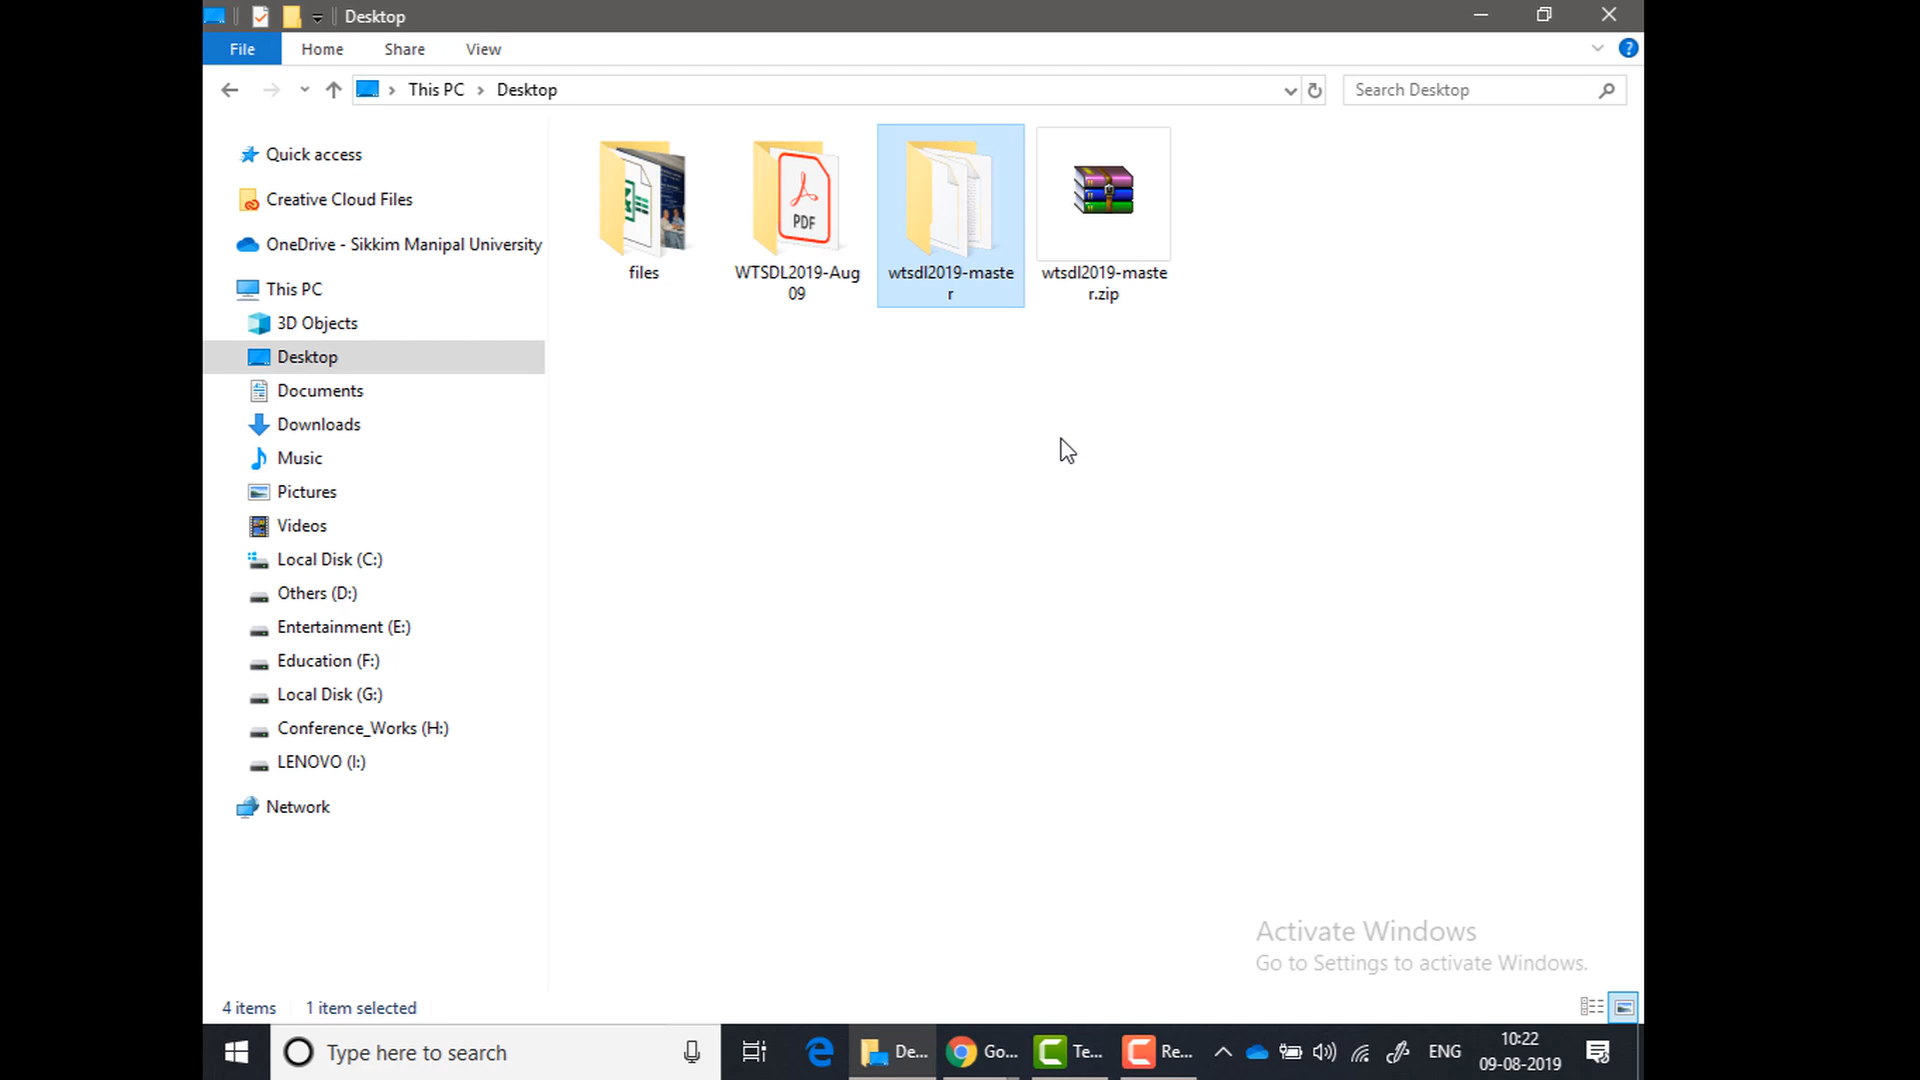 Desktop
File Home Share View
This PC Desktop
Search Desktop
Quick access
Creative Cloud Files
OneDrive - Sikkim Manipal University
This PC
3D Objects
Desktop
Documents
Downloads
Music
Pictures
Videos
Local Disk (C:)
Others (D:)
Entertainment (E:)
Education (F:)
Local Disk (G:)
Conference_Works (H:)
LENOVO (I:)
Network
PDF
files
WTSDL2019-Aug
09
wtsdl2019-maste
r
wtsdl2019-maste
r.zip
Activate Windows
Go to Settings to activate Windows.
4 items 1 item selected
Type here to search
De...
Go...
Te...
Re...
ENG
10:22
09-08-2019